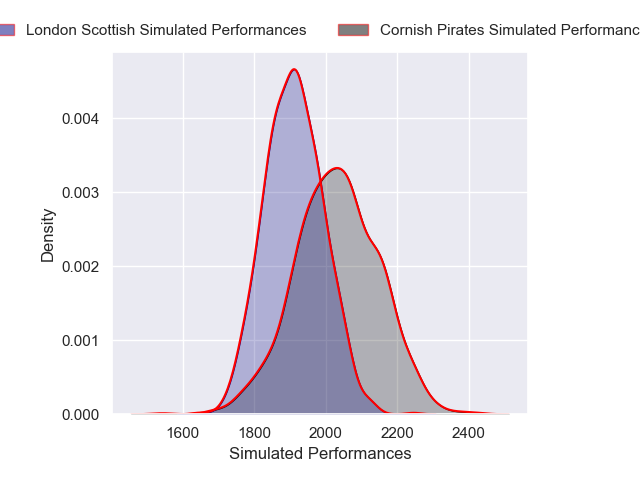 London Scottish Simulated Performances
Cornish Pirates Simulated Performanc
0.004
0.003
0.002
0.001
0.000
Density
1600 1800 2000 2200 2400
Simulated Performances